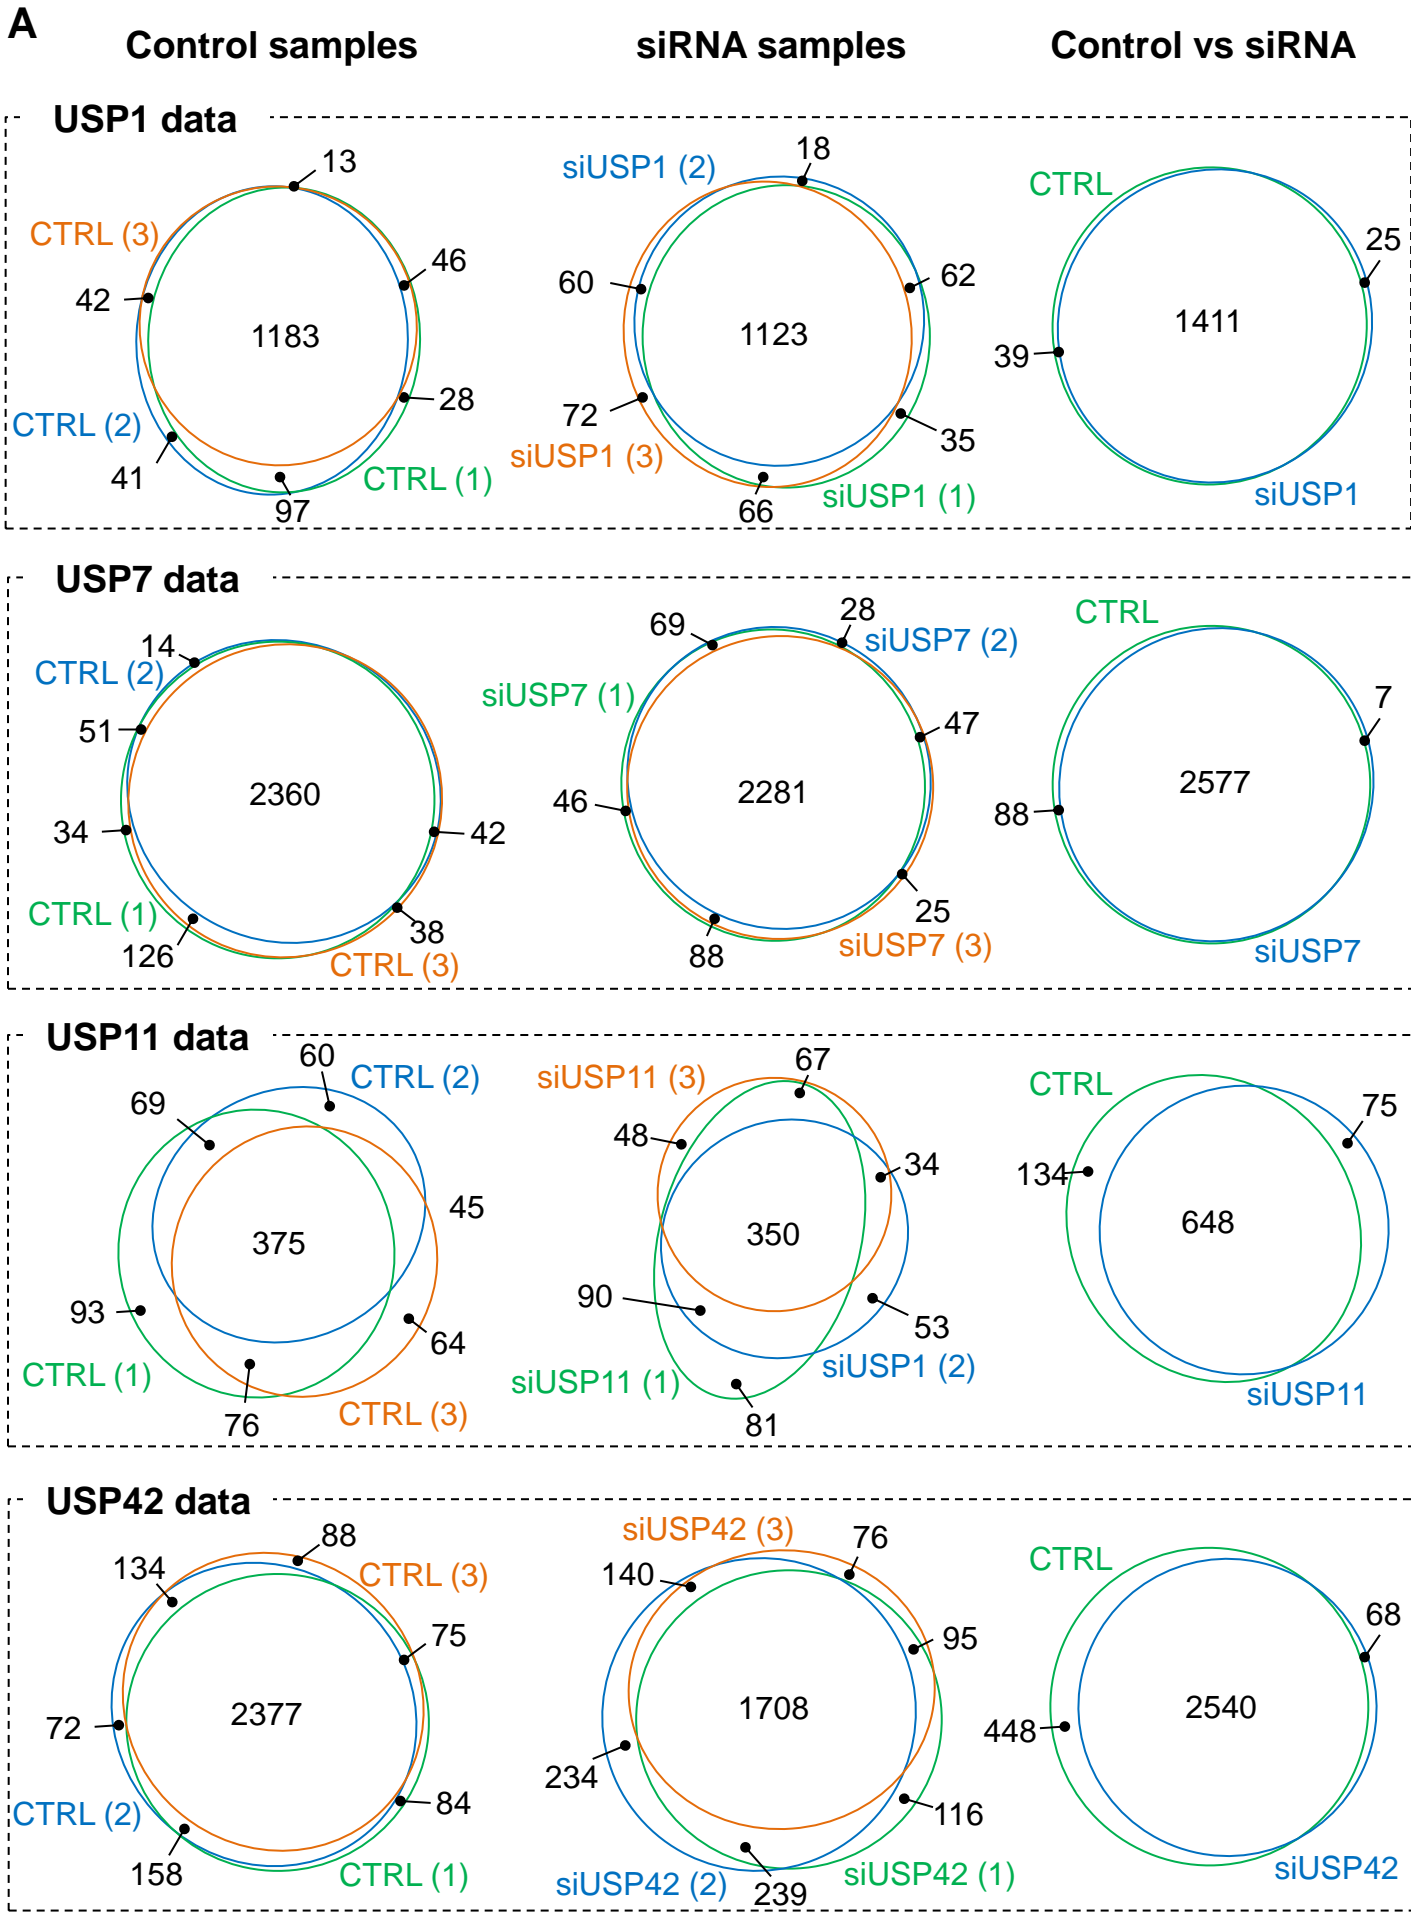 A
Control samples
siRNA samples
Control vs siRNA
USP1 data
13
CTRL (3)
46
42
1183
28
CTRL (2)
41
CTRL (1)
97
siUSP1 (2)
18
62
60
1123
72
35
siUSP1 (3)
siUSP1 (1)
66
CTRL
25
1411
39
siUSP1
USP7 data
14
CTRL (2)
51
2360
34
42
CTRL (1)
38
126
CTRL (3)
69
28
siUSP7 (2)
siUSP7 (1)
47
46
2281
25
88
siUSP7 (3)
CTRL
7
2577
88
siUSP7
USP11 data
60
CTRL (2)
69
45
375
93
64
CTRL (1)
CTRL (3)
76
siUSP11 (3)
67
48
34
350
90
53
siUSP1 (2)
siUSP11 (1)
81
CTRL
75
134
648
siUSP11
USP42 data
88
134
CTRL (3)
75
2377
72
84
CTRL (2)
158
CTRL (1)
siUSP42 (3)
76
140
95
1708
234
116
siUSP42 (2)
239
siUSP42 (1)
CTRL
68
2540
448
siUSP42